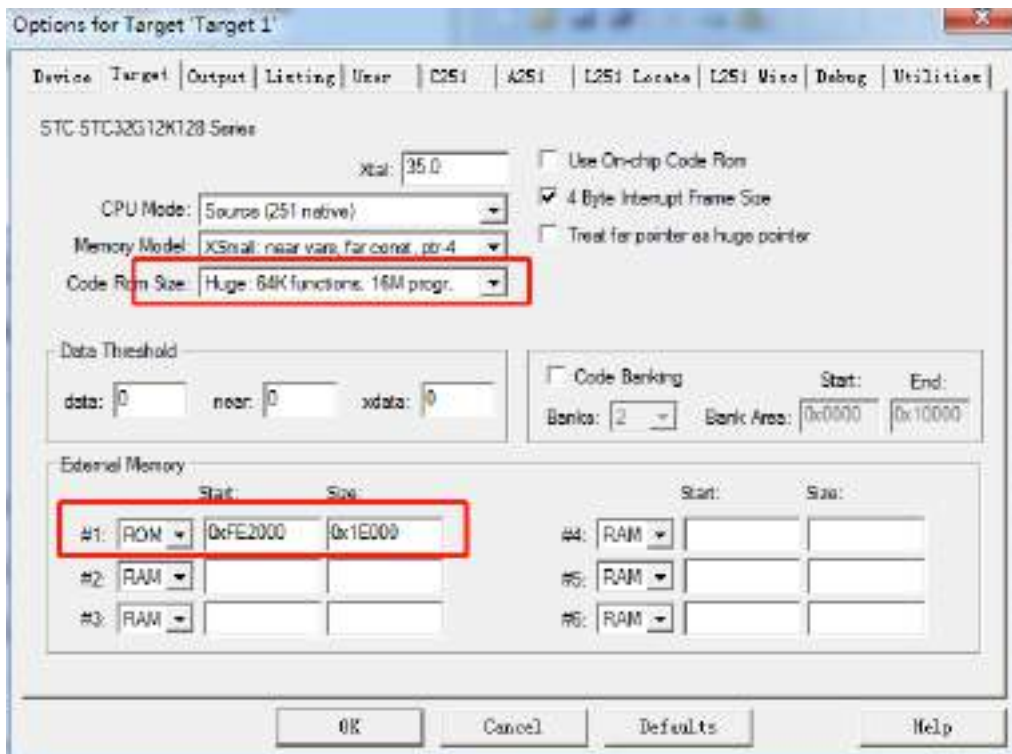 Options for Target 'Target 1'
Device Target Output Listing User C251 A251 L251 Locate L251 Misc Debug Utilities
STC STC32G12K128 Series
Xtal: 35.0
Use On-chip Code Rom
CPU Mode: Source (251 native)
4 Byte Interrupt Frame Size
Memory Model: XSmall: near vars, far const, ptr-4
Treat far pointer as huge pointer
Code Rom Size: Huge: 64K functions, 16M progr.
Data Threshold
data: 0 near: 0 xdata: 0
Code Banking Start: End:
Banks: 2 Bank Area: 0x0000 0x10000
External Memory
Start: Size: Start: Size:
#1: ROM 0xFE2000 0x1E000 #4: RAM
#2: RAM #5: RAM
#3: RAM #6: RAM
OK Cancel Defaults Help